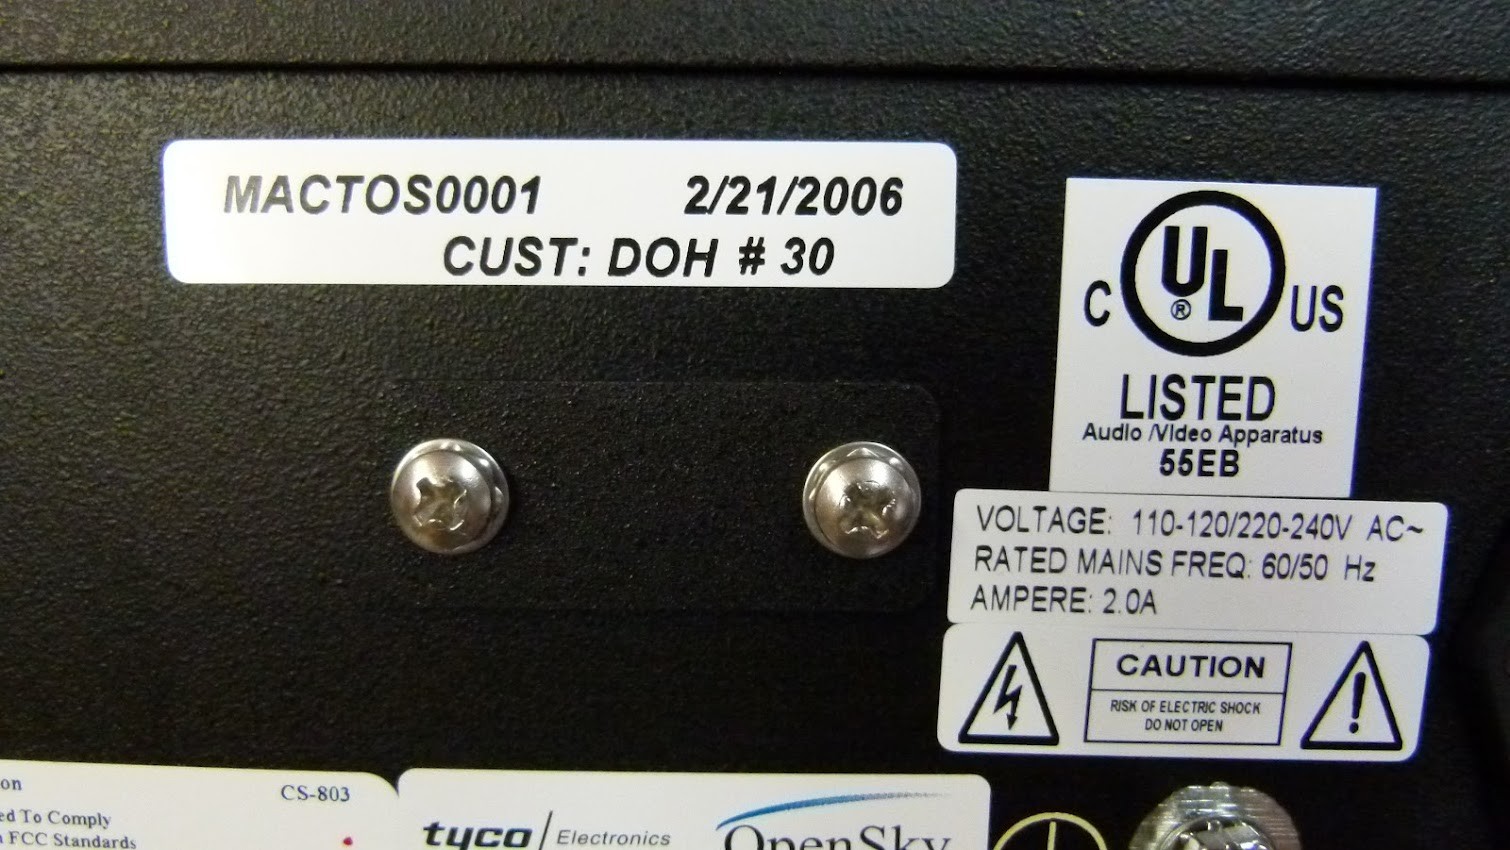 MACTOS0001 2/21/2006
CUST: DOH # 30
C UL ® US
LISTED
Audio /Video Apparatus
55EB
VOLTAGE: 110-120/220-240V AC~
RATED MAINS FREQ: 60/50 Hz
AMPERE: 2.0A
CAUTION
RISK OF ELECTRIC SHOCK
DO NOT OPEN
CS-803
To Comply
FCC Standards
tyco Electronics
OpenSky